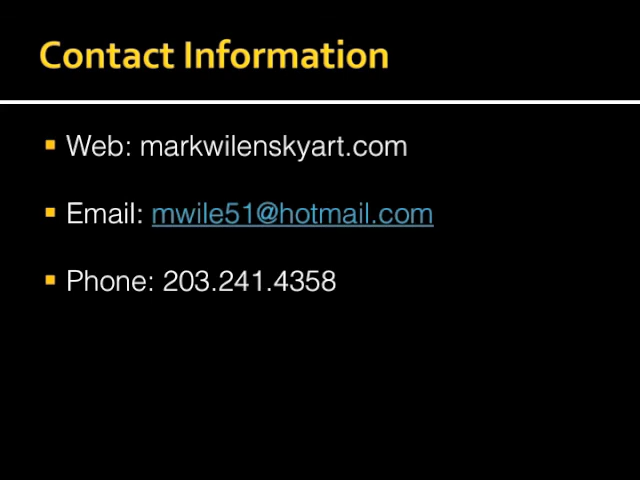 Contact Information
Web: markwilenskyart.com
Email: mwile51@hotmail.com
Phone: 203.241.4358